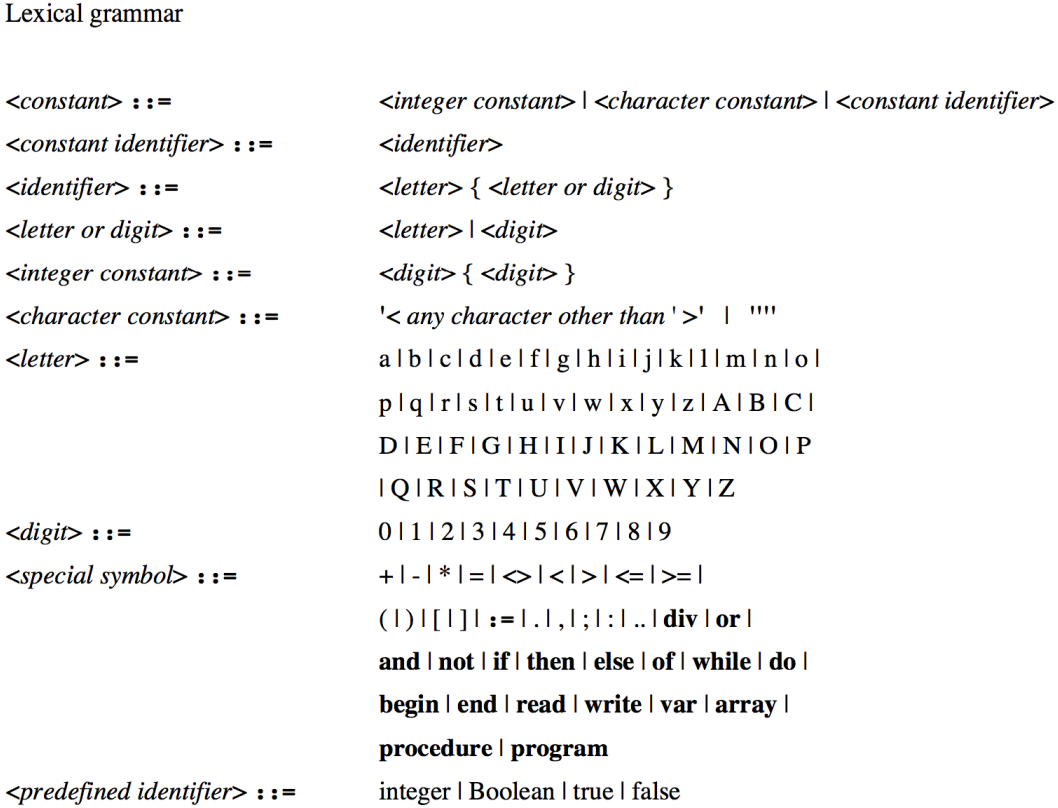 Lexical grammar
<constant> ::= <integer constant> | <character constant> | <constant identifier>
<constant identifier> ::= <identifier>
<identifier> ::= <letter> { <letter or digit> }
<letter or digit> ::= <letter> | <digit>
<integer constant> ::= <digit> { <digit> }
<character constant> ::= '< any character other than ' >' | ''''
<letter> ::= a | b | c | d | e | f | g | h | i | j | k | l | m | n | o |
p | q | r | s | t | u | v | w | x | y | z | A | B | C |
D | E | F | G | H | I | J | K | L | M | N | O | P
| Q | R | S | T | U | V | W | X | Y | Z
<digit> ::= 0 | 1 | 2 | 3 | 4 | 5 | 6 | 7 | 8 | 9
<special symbol> ::= + | - | * | = | <> | < | > | <= | >= |
( | ) | [ | ] | := | . | , | ; | : | .. | div | or |
and | not | if | then | else | of | while | do |
begin | end | read | write | var | array |
procedure | program
<predefined identifier> ::= integer | Boolean | true | false